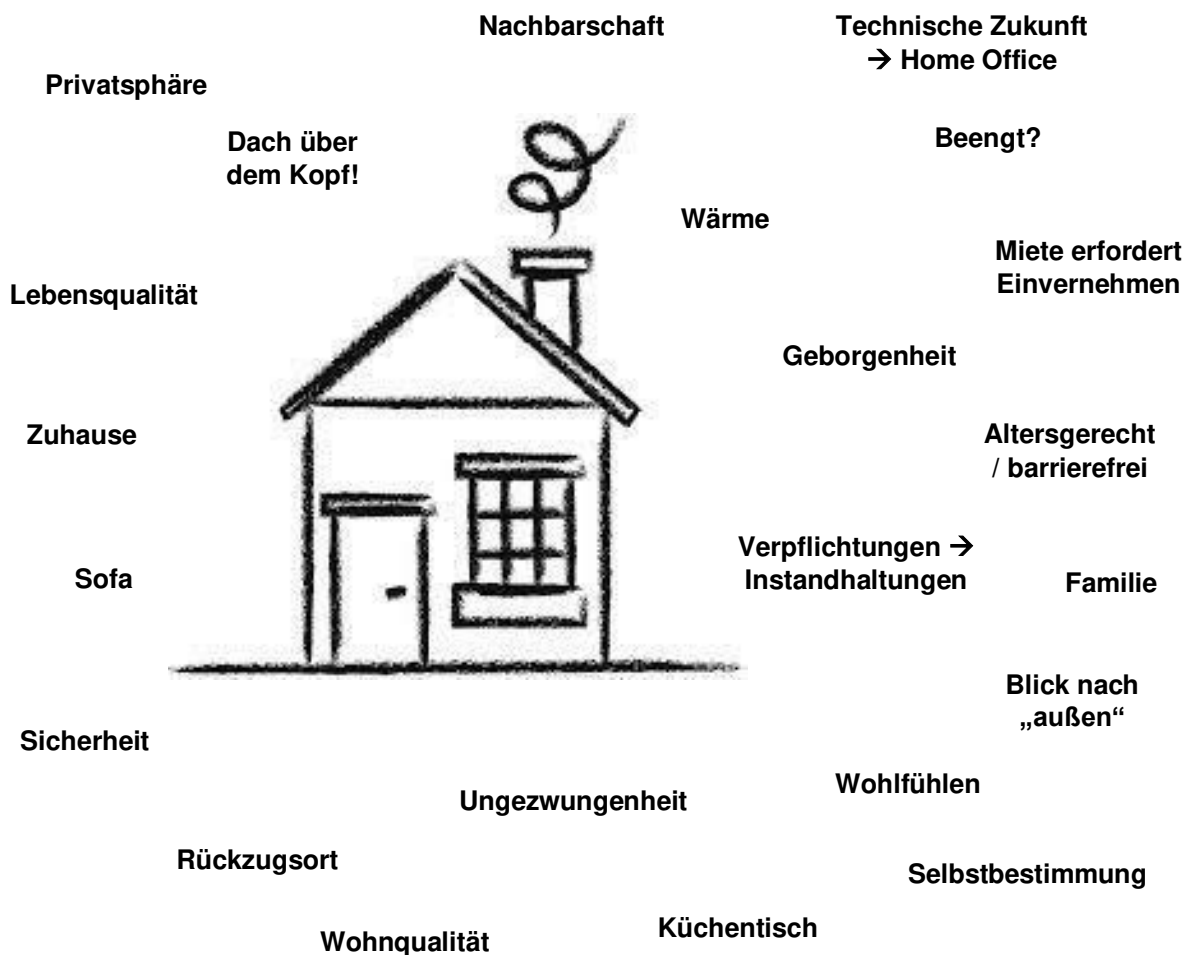 Nachbarschaft
Technische Zukunft
→ Home Office
Privatsphäre
Dach über
dem Kopf!
Beengt?
Wärme
Miete erfordert
Einvernehmen
Lebensqualität
Geborgenheit
Zuhause
Altersgerecht
/ barrierefrei
Verpflichtungen →
Instandhaltungen
Sofa
Familie
Blick nach
„außen“
Sicherheit
Wohlfühlen
Ungezwungenheit
Rückzugsort
Selbstbestimmung
Küchentisch
Wohnqualität